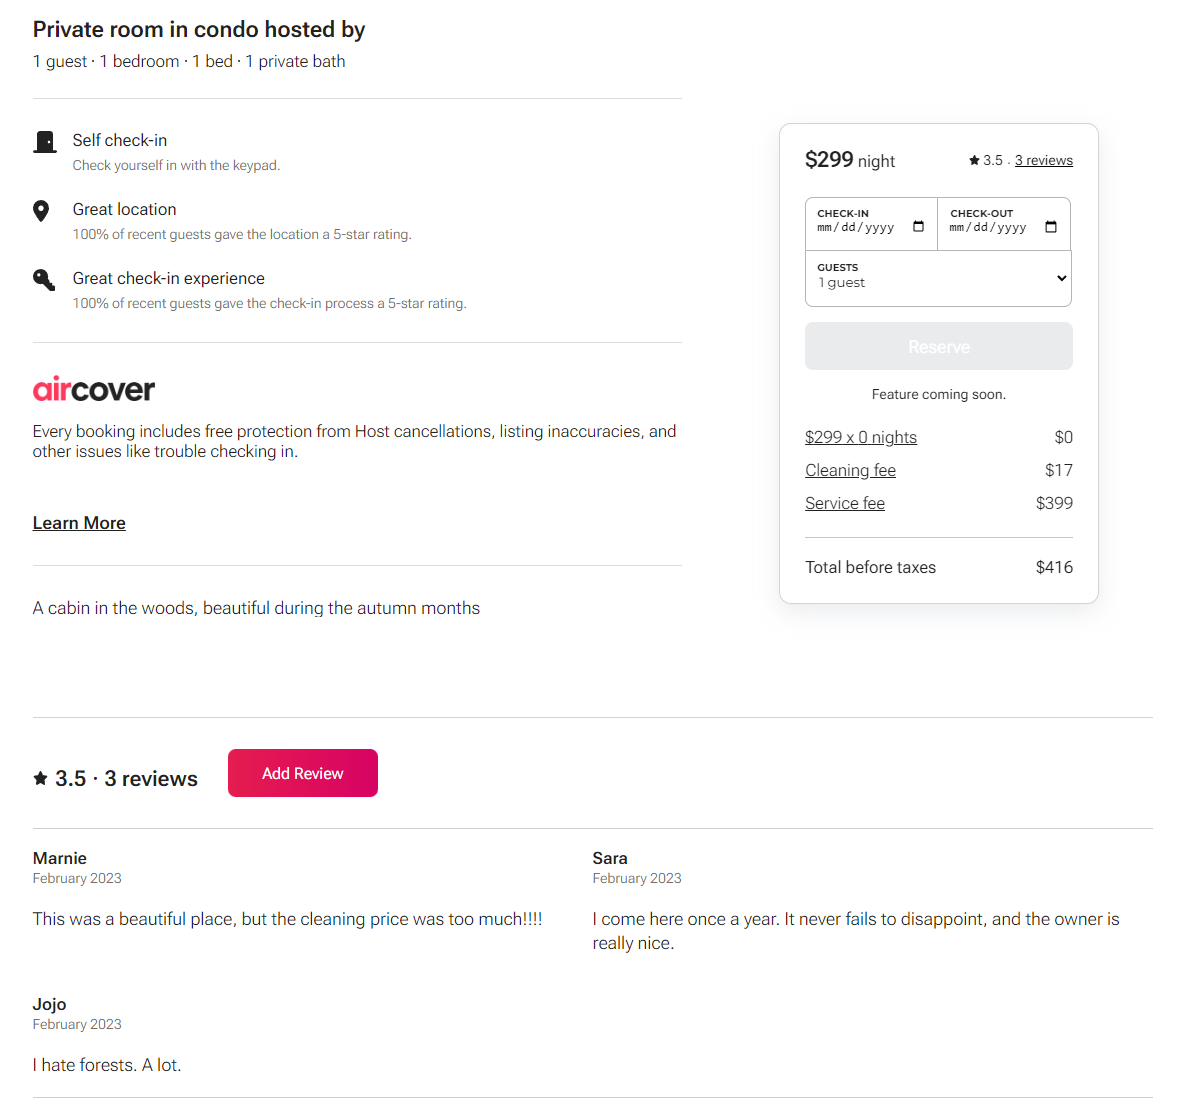 Private room in condo hosted by
1 guest · 1 bedroom · 1 bed · 1 private bath
Self check-in
Check yourself in with the keypad.
Great location
100% of recent guests gave the location a 5-star rating.
Great check-in experience
100% of recent guests gave the check-in process a 5-star rating.
aircover
Every booking includes free protection from Host cancellations, listing inaccuracies, and
other issues like trouble checking in.
Learn More
A cabin in the woods, beautiful during the autumn months
$299 night ★ 3.5 · 3 reviews
CHECK-IN CHECK-OUT
mm/dd/yyyy mm/dd/yyyy
GUESTS
1 guest
Reserve
Feature coming soon.
$299 x 0 nights $0
Cleaning fee $17
Service fee $399
Total before taxes $416
★ 3.5 · 3 reviews Add Review
Marnie
February 2023
This was a beautiful place, but the cleaning price was too much!!!!
Sara
February 2023
I come here once a year. It never fails to disappoint, and the owner is
really nice.
Jojo
February 2023
I hate forests. A lot.